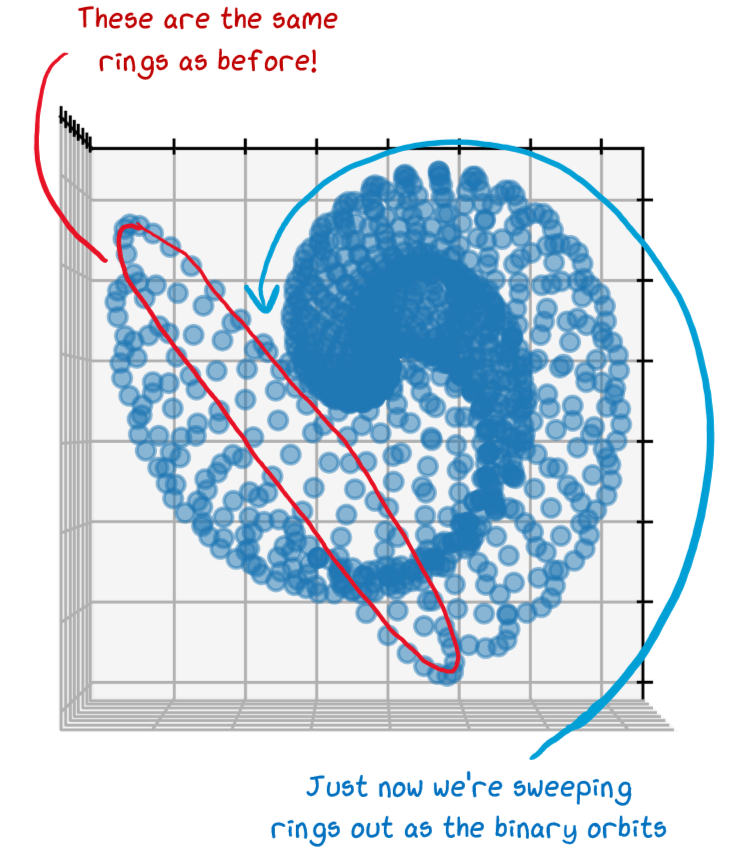 These are the same
rings as before!
Just now we're sweeping
rings out as the binary orbits